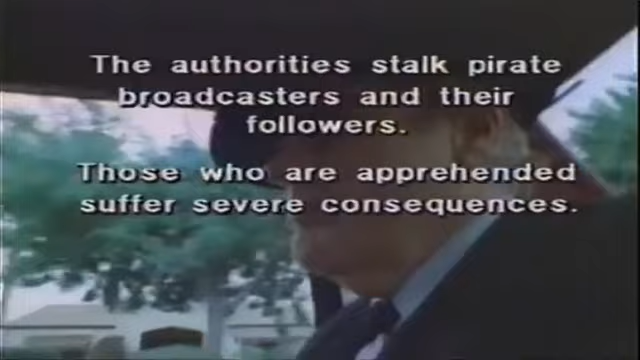 The authorities stalk pirate
broadcasters and their
followers.
Those who are apprehended
suffer severe consequences.